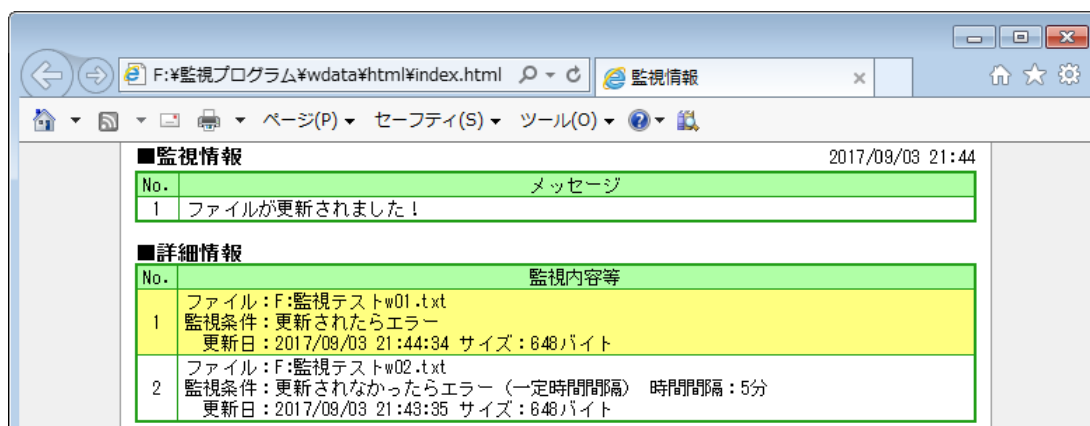 F:¥監視プログラム¥wdata¥html¥index.html
監視情報
ページ(P)
セーフティ(S)
ツール(O)
■監視情報
2017/09/03 21:44
No. メッセージ
1 ファイルが更新されました！
■詳細情報
No. 監視内容等
1
ファイル：F:監視テストw01.txt
監視条件：更新されたらエラー
更新日：2017/09/03 21:44:34 サイズ：648バイト
2
ファイル：F:監視テストw02.txt
監視条件：更新されなかったらエラー（一定時間間隔） 時間間隔：5分
更新日：2017/09/03 21:43:35 サイズ：648バイト